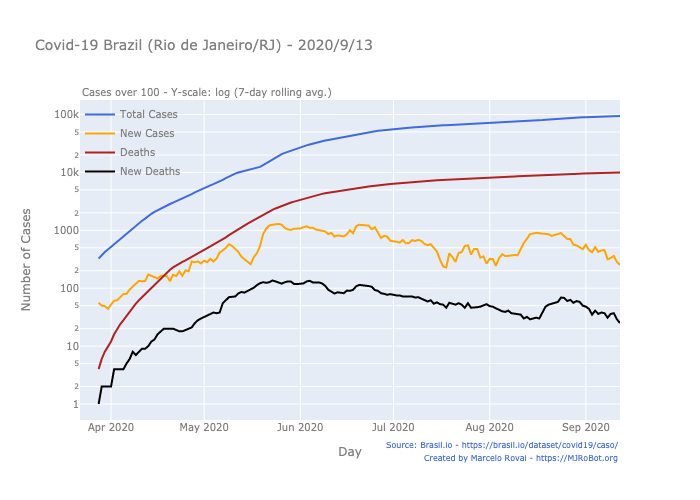 Covid-19 Brazil (Rio de Janeiro/RJ) - 2020/9/13
Cases over 100 - Y-scale: log (7-day rolling avg.)
Total Cases
New Cases
Deaths
New Deaths
Number of Cases
100k
5
2
10k
5
2
1000
5
2
100
5
2
10
5
2
1
Apr 2020 May 2020 Jun 2020 Jul 2020 Aug 2020 Sep 2020
Day
Source: Brasil.io - https://brasil.io/dataset/covid19/caso/
Created by Marcelo Rovai - https://MJRoBot.org